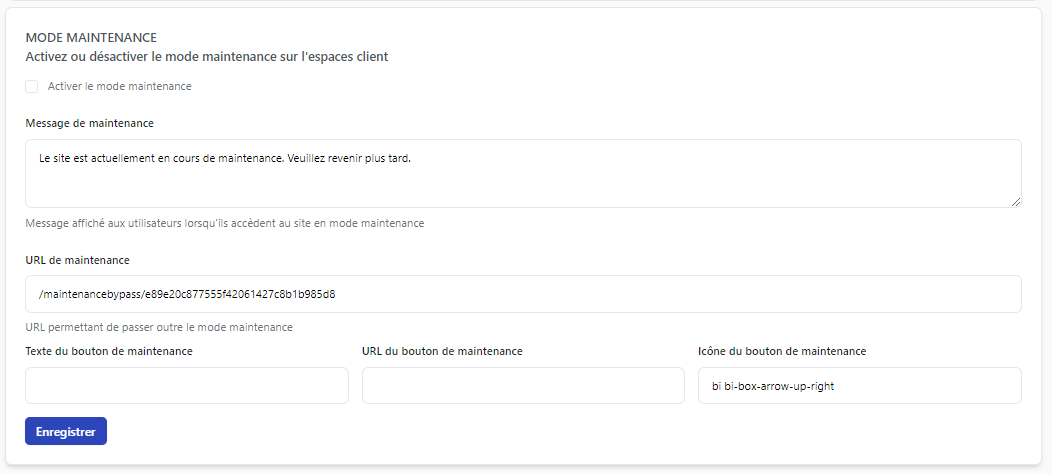 MODE MAINTENANCE
Activez ou désactiver le mode maintenance sur l'espaces client
Activer le mode maintenance
Message de maintenance
Le site est actuellement en cours de maintenance. Veuillez revenir plus tard.
Message affiché aux utilisateurs lorsqu'ils accèdent au site en mode maintenance
URL de maintenance
/maintenancebypass/e89e20c877555f42061427c8b1b985d8
URL permettant de passer outre le mode maintenance
Texte du bouton de maintenance
URL du bouton de maintenance
Icône du bouton de maintenance
bi bi-box-arrow-up-right
Enregistrer